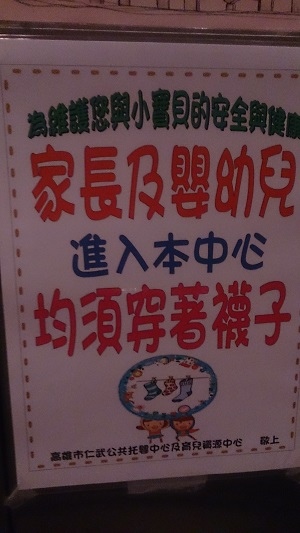 為維護您與小寶貝的安全與健康
家長及嬰幼兒
進入本中心
均須穿著襪子
高雄市仁武公共托嬰中心及育兒資源中心 敬上